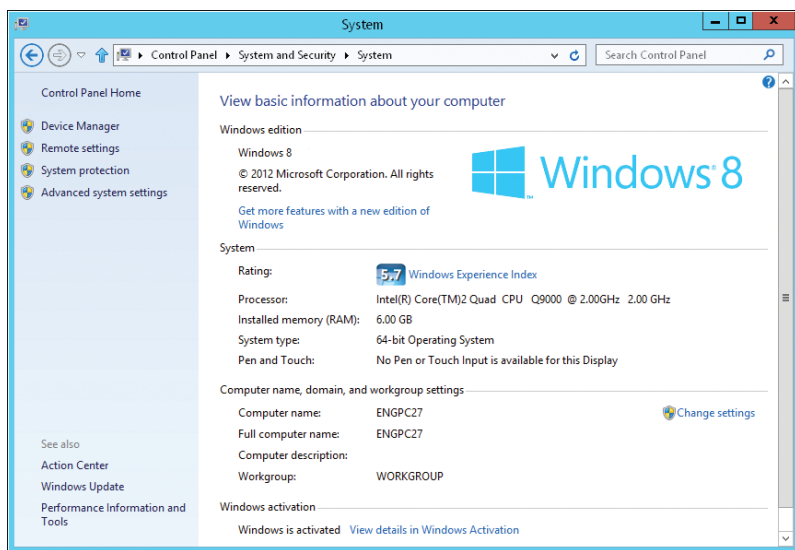 System
Control Panel System and Security System
Search Control Panel
Control Panel Home
Device Manager
Remote settings
System protection
Advanced system settings
See also
Action Center
Windows Update
Performance Information and
Tools
View basic information about your computer
Windows edition
Windows 8
© 2012 Microsoft Corporation. All rights
reserved.
Get more features with a new edition of
Windows
Windows 8
System
Rating: 5.7 Windows Experience Index
Processor: Intel(R) Core(TM)2 Quad CPU Q9000 @ 2.00GHz 2.00 GHz
Installed memory (RAM): 6.00 GB
System type: 64-bit Operating System
Pen and Touch: No Pen or Touch Input is available for this Display
Computer name, domain, and workgroup settings
Computer name: ENGPC27 Change settings
Full computer name: ENGPC27
Computer description:
Workgroup: WORKGROUP
Windows activation
Windows is activated View details in Windows Activation